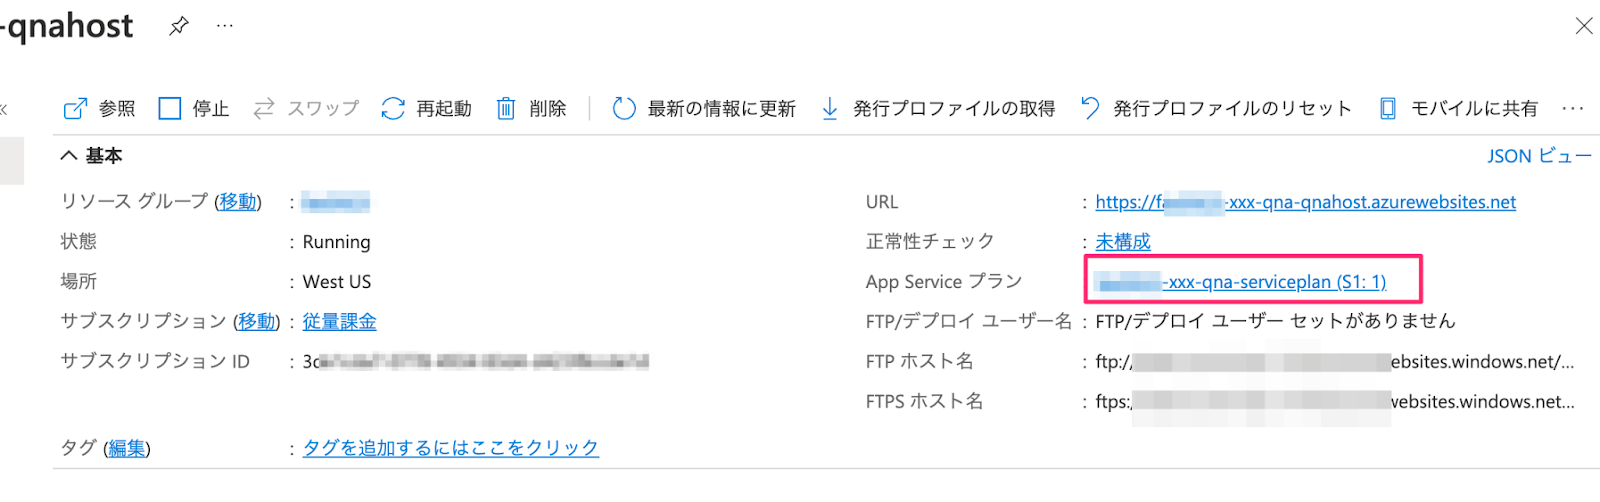 -qnahost ...
« 参照 停止 スワップ 再起動 削除 最新の情報に更新 発行プロファイルの取得 発行プロファイルのリセット モバイルに共有 ...
基本 JSON ビュー
リソース グループ (移動) :
状態 : Running
場所 : West US
サブスクリプション (移動) : 従量課金
サブスクリプション ID : 3
タグ (編集) : タグを追加するにはここをクリック
URL : https://f -xxx-qna-qnahost.azurewebsites.net
正常性チェック : 未構成
App Service プラン : -xxx-qna-serviceplan (S1: 1)
FTP/デプロイ ユーザー名 : FTP/デプロイ ユーザー セットがありません
FTP ホスト名 : ftp:/ ebsites.windows.net/...
FTPS ホスト名 : ftps: websites.windows.net...